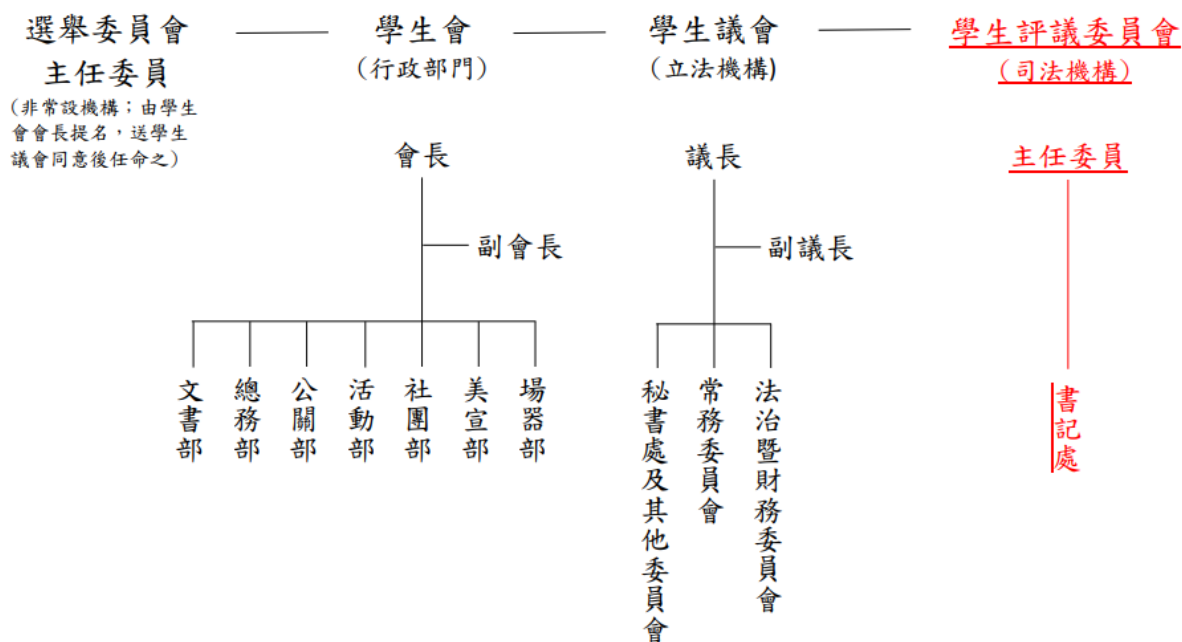 選舉委員會
主任委員
(非常設機構；由學生
會會長提名，送學生
議會同意後任命之)
學生會
(行政部門)
學生議會
(立法機構)
學生評議委員會
(司法機構)
會長
副會長
議長
副議長
主任委員
文書部
總務部
公關部
活動部
社團部
美宣部
場器部
秘書處及其他委員會
常務委員會
法治暨財務委員會
書記處